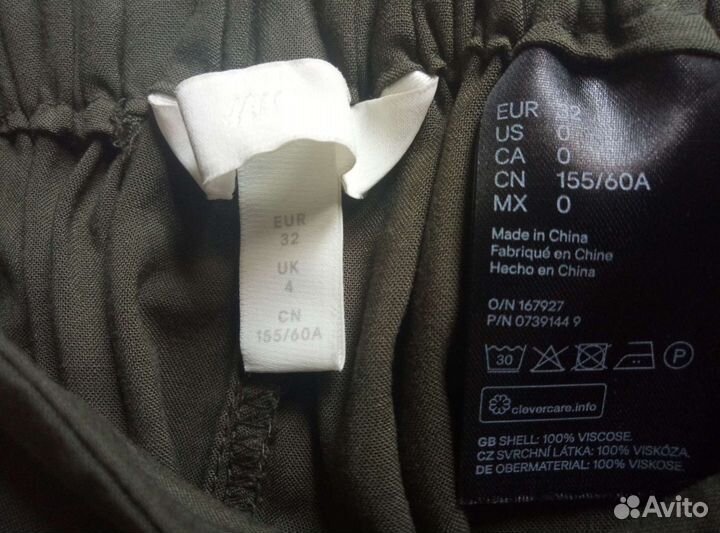 EUR
32
UK
4
CN
155/60A
EUR 32
US 0
CA 0
CN 155/60A
MX 0
Made in China
Fabriqué en Chine
Hecho en China
O/N 167927
P/N 0739144 9
30
P
clevercare.info
GB SHELL: 100% VISCOSE.
CZ SVRCHNÍ LÁTKA: 100% VISKÓZA.
DE OBERMATERIAL: 100% VISKOSE.
Avito